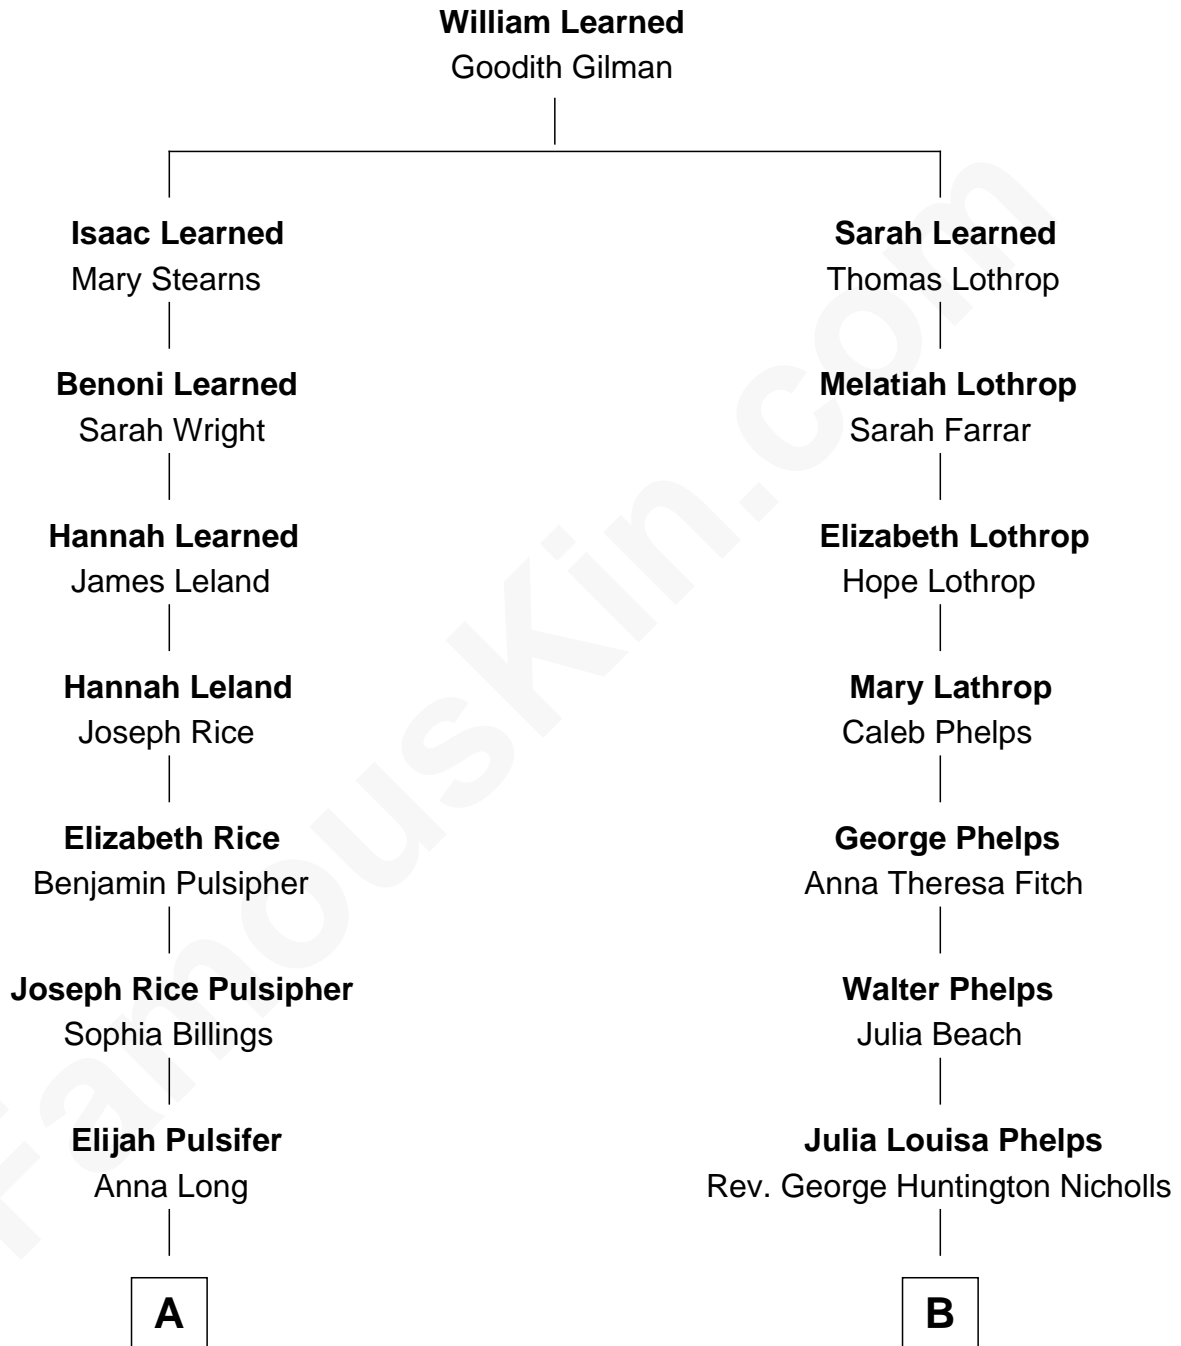 William Learned
Goodith Gilman
Isaac Learned
Mary Stearns
Sarah Learned
Thomas Lothrop
Benoni Learned
Sarah Wright
Melatiah Lothrop
Sarah Farrar
Hannah Learned
James Leland
Elizabeth Lothrop
Hope Lothrop
Hannah Leland
Joseph Rice
Mary Lathrop
Caleb Phelps
Elizabeth Rice
Benjamin Pulsipher
George Phelps
Anna Theresa Fitch
Joseph Rice Pulsipher
Sophia Billings
Walter Phelps
Julia Beach
Elijah Pulsifer
Anna Long
Julia Louisa Phelps
Rev. George Huntington Nicholls
A
B
FamousKin.com